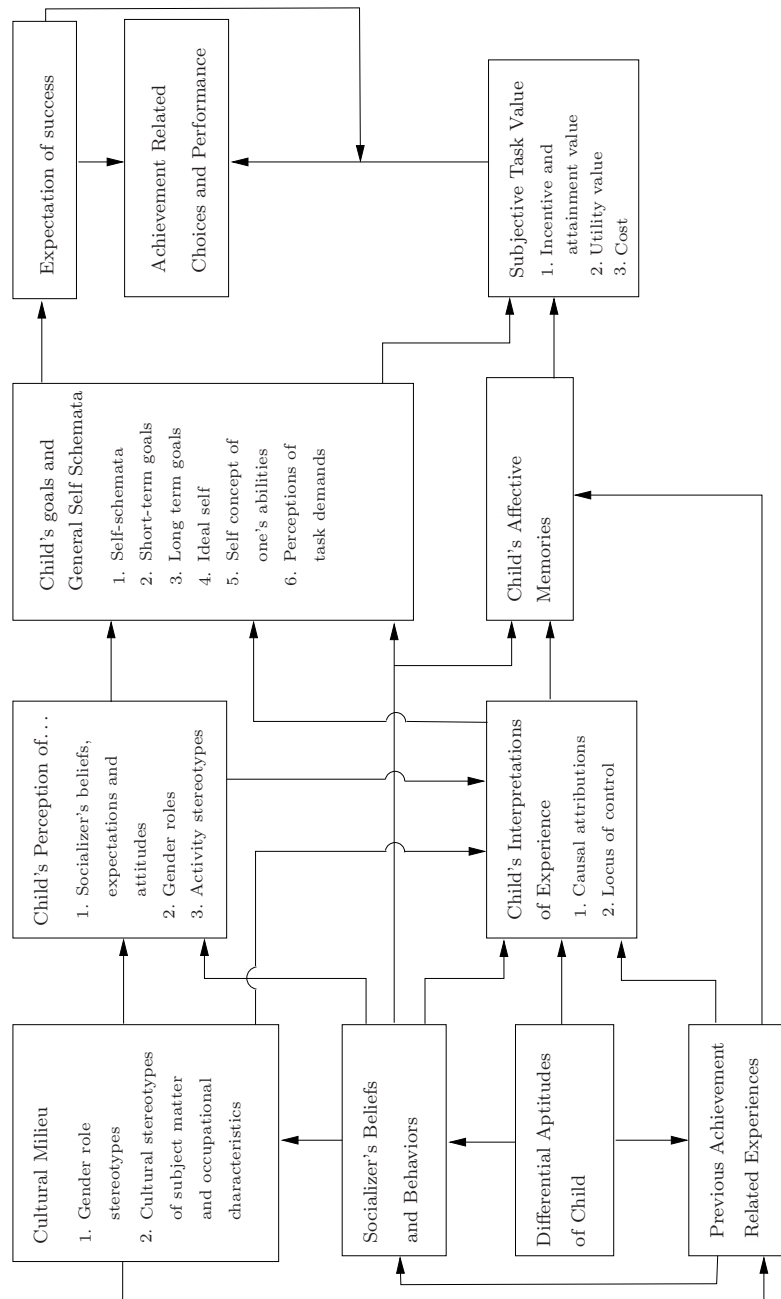 Cultural Milieu
1. Gender role
stereotypes
2. Cultural stereotypes
of subject matter
and occupational
characteristics
Socializer's Beliefs
and Behaviors
Differential Aptitudes
of Child
Previous Achievement
Related Experiences
Child's Perception of...
1. Socializer's beliefs,
expectations and
attitudes
2. Gender roles
3. Activity stereotypes
Child's Interpretations
of Experience
1. Causal attributions
2. Locus of control
Child's goals and
General Self Schemata
1. Self-schemata
2. Short-term goals
3. Long term goals
4. Ideal self
5. Self concept of
one's abilities
6. Perceptions of
task demands
Child's Affective
Memories
Expectation of success
Achievement Related
Choices and Performance
Subjective Task Value
1. Incentive and
attainment value
2. Utility value
3. Cost